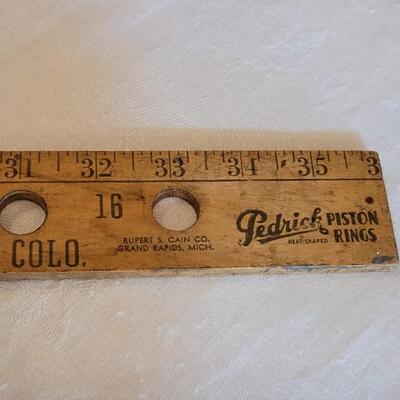 31 32 33 34 35 3
16
COLO.
RUPERT S. CAIN CO.
GRAND RAPIDS, MICH.
Pedrick PISTON
HEAT-SHAPED RINGS